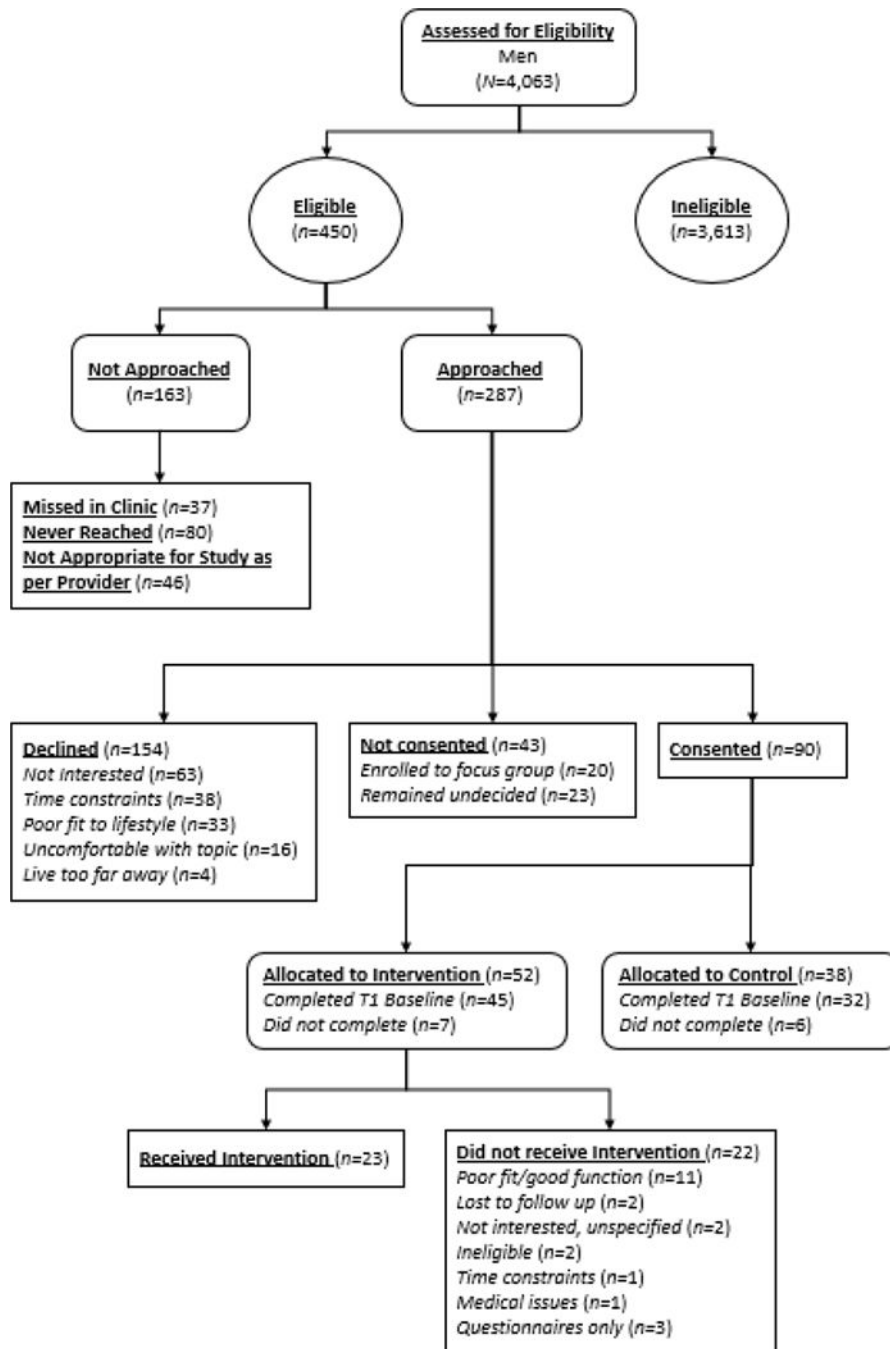 Assessed for Eligibility
Men
(N=4,063)
Eligible
(n=450)
Ineligible
(n=3,613)
Not Approached
(n=163)
Approached
(n=287)
Missed in Clinic (n=37)
Never Reached (n=80)
Not Appropriate for Study as
per Provider (n=46)
Declined (n=154)
Not Interested (n=63)
Time constraints (n=38)
Poor fit to lifestyle (n=33)
Uncomfortable with topic (n=16)
Live too far away (n=4)
Not consented (n=43)
Enrolled to focus group (n=20)
Remained undecided (n=23)
Consented (n=90)
Allocated to Intervention (n=52)
Completed T1 Baseline (n=45)
Did not complete (n=7)
Allocated to Control (n=38)
Completed T1 Baseline (n=32)
Did not complete (n=6)
Received Intervention (n=23)
Did not receive Intervention (n=22)
Poor fit/good function (n=11)
Lost to follow up (n=2)
Not interested, unspecified (n=2)
Ineligible (n=2)
Time constraints (n=1)
Medical issues (n=1)
Questionnaires only (n=3)